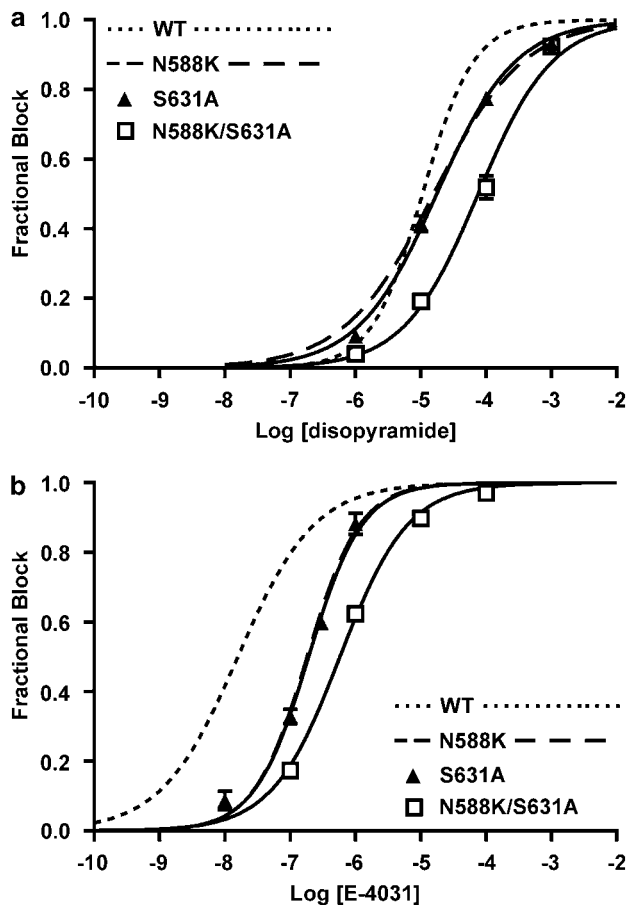 a
WT
N588K
S631A
N588K/S631A
Fractional Block
1.0
0.8
0.6
0.4
0.2
0.0
-10 -9 -8 -7 -6 -5 -4 -3 -2
Log [disopyramide]
b
Fractional Block
1.0
0.8
0.6
0.4
0.2
0.0
WT
N588K
S631A
N588K/S631A
-10 -9 -8 -7 -6 -5 -4 -3 -2
Log [E-4031]